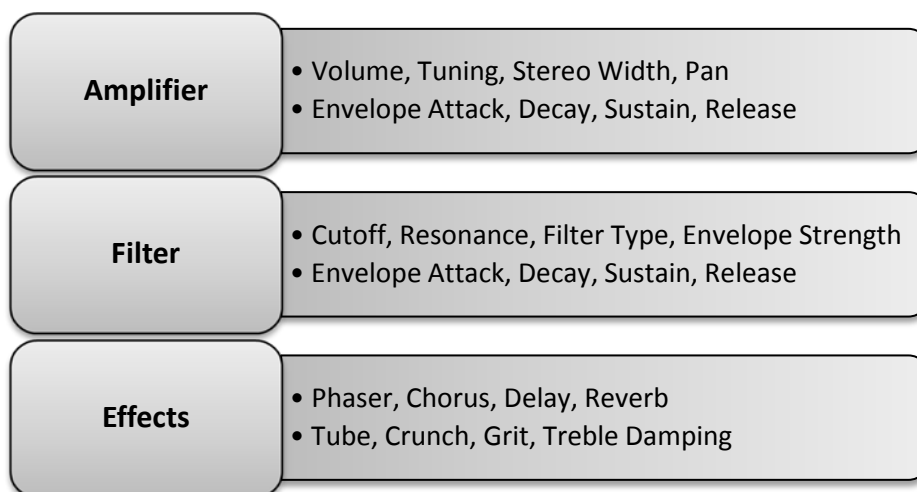 Amplifier
• Volume, Tuning, Stereo Width, Pan
• Envelope Attack, Decay, Sustain, Release
Filter
• Cutoff, Resonance, Filter Type, Envelope Strength
• Envelope Attack, Decay, Sustain, Release
Effects
• Phaser, Chorus, Delay, Reverb
• Tube, Crunch, Grit, Treble Damping